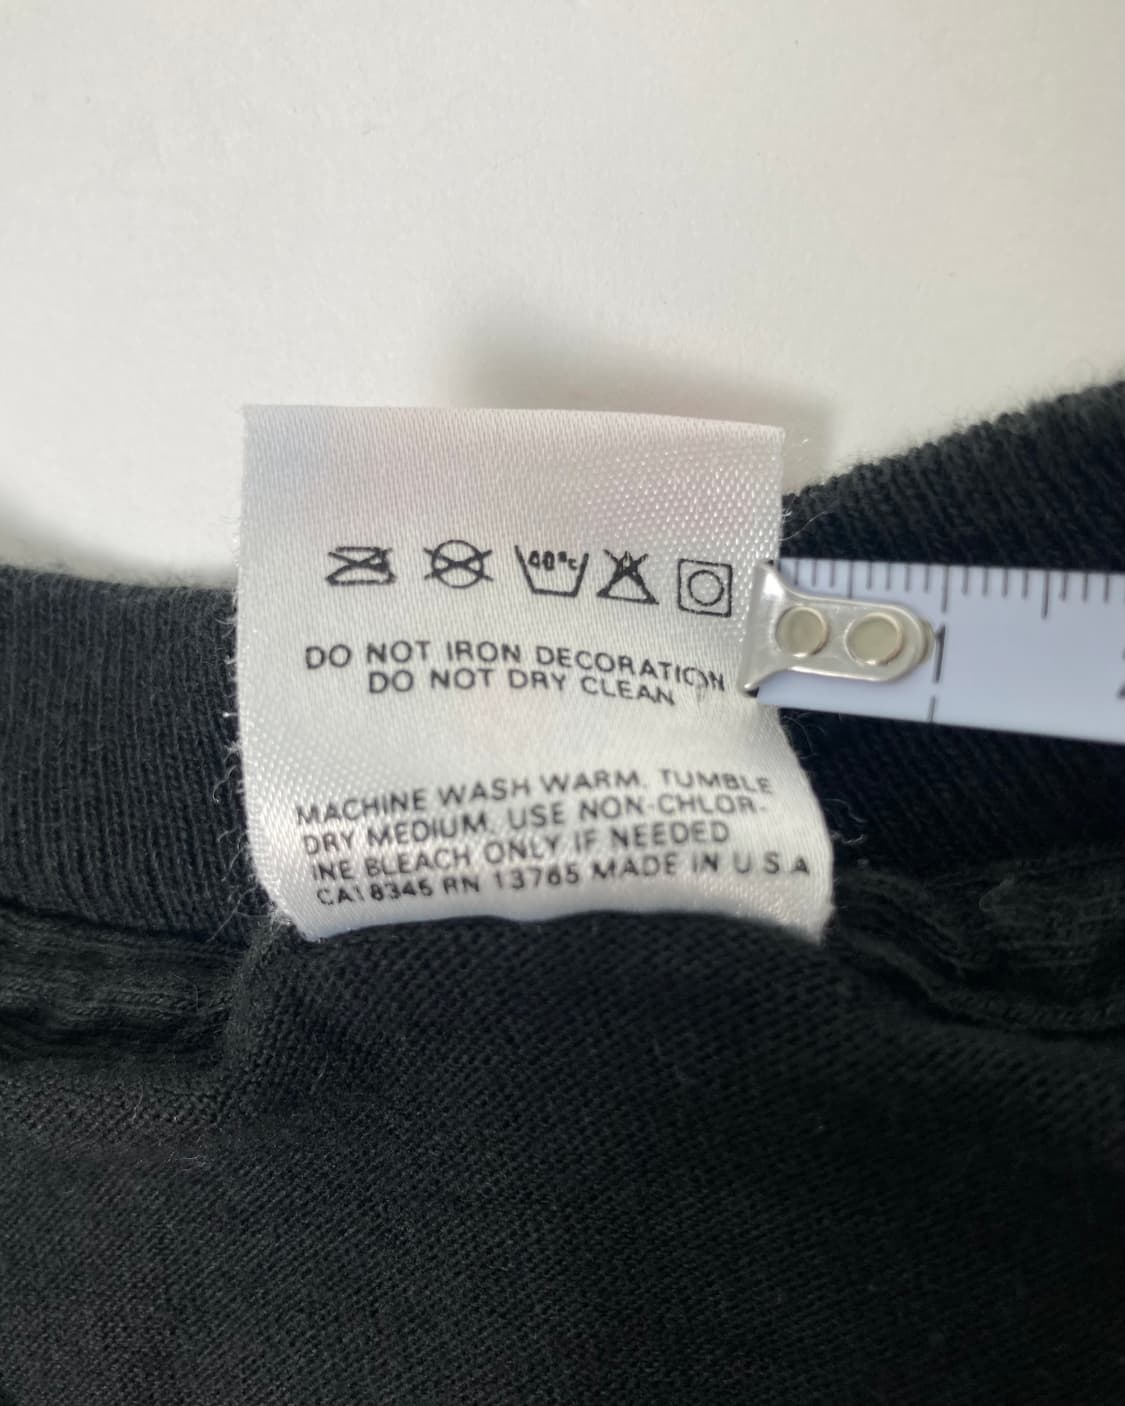 40°C
DO NOT IRON DECORATION
DO NOT DRY CLEAN
MACHINE WASH WARM. TUMBLE
DRY MEDIUM. USE NON-CHLOR-
INE BLEACH ONLY IF NEEDED
CA18345 RN 13765 MADE IN U S A
1